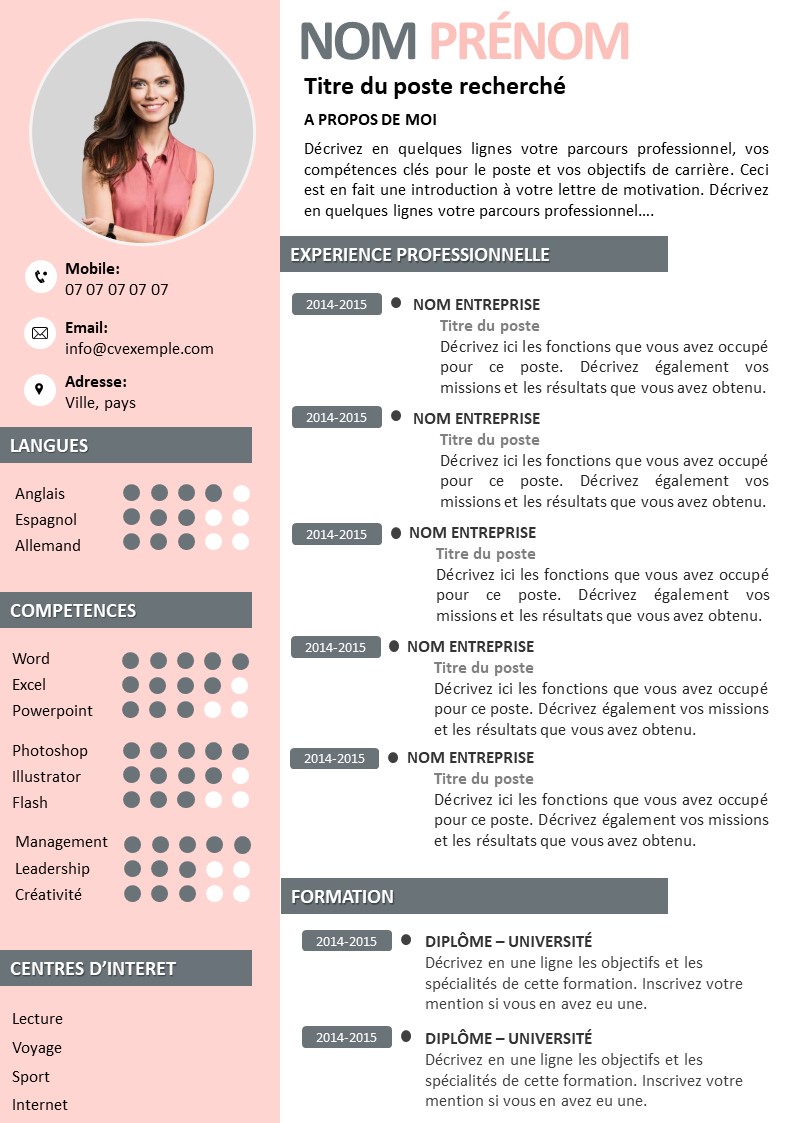 NOM PRÉNOM
Titre du poste recherché
A PROPOS DE MOI
Décrivez en quelques lignes votre parcours professionnel, vos
compétences clés pour le poste et vos objectifs de carrière. Ceci
est en fait une introduction à votre lettre de motivation. Décrivez
en quelques lignes votre parcours professionnel....
Mobile:
07 07 07 07 07
Email:
info@cvexemple.com
Adresse:
Ville, pays
LANGUES
Anglais
Espagnol
Allemand
COMPETENCES
Word
Excel
Powerpoint
Photoshop
Illustrator
Flash
Management
Leadership
Créativité
CENTRES D’INTERET
Lecture
Voyage
Sport
Internet
EXPERIENCE PROFESSIONNELLE
2014-2015 NOM ENTREPRISE
Titre du poste
Décrivez ici les fonctions que vous avez occupé
pour ce poste. Décrivez également vos
missions et les résultats que vous avez obtenu.
2014-2015 NOM ENTREPRISE
Titre du poste
Décrivez ici les fonctions que vous avez occupé
pour ce poste. Décrivez également vos
missions et les résultats que vous avez obtenu.
2014-2015 NOM ENTREPRISE
Titre du poste
Décrivez ici les fonctions que vous avez occupé
pour ce poste. Décrivez également vos
missions et les résultats que vous avez obtenu.
2014-2015 NOM ENTREPRISE
Titre du poste
Décrivez ici les fonctions que vous avez occupé
pour ce poste. Décrivez également vos missions
et les résultats que vous avez obtenu.
2014-2015 NOM ENTREPRISE
Titre du poste
Décrivez ici les fonctions que vous avez occupé
pour ce poste. Décrivez également vos missions
et les résultats que vous avez obtenu.
FORMATION
2014-2015 DIPLÔME – UNIVERSITÉ
Décrivez en une ligne les objectifs et les
spécialités de cette formation. Inscrivez votre
mention si vous en avez eu une.
2014-2015 DIPLÔME – UNIVERSITÉ
Décrivez en une ligne les objectifs et les
spécialités de cette formation. Inscrivez votre
mention si vous en avez eu une.